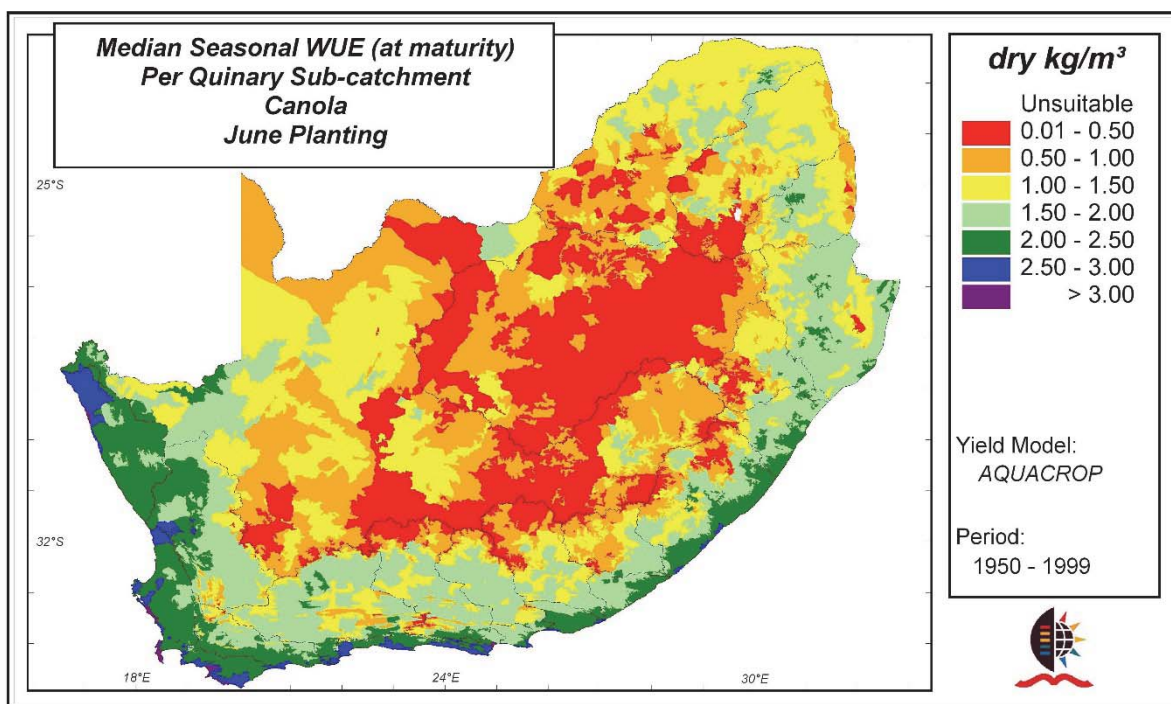 Median Seasonal WUE (at maturity)
Per Quinary Sub-catchment
Canola
June Planting
dry kg/m³
Unsuitable
0.01 - 0.50
0.50 - 1.00
1.00 - 1.50
1.50 - 2.00
2.00 - 2.50
2.50 - 3.00
> 3.00
Yield Model:
AQUACROP
Period:
1950 - 1999
25°S
32°S
18°E
24°E
30°E